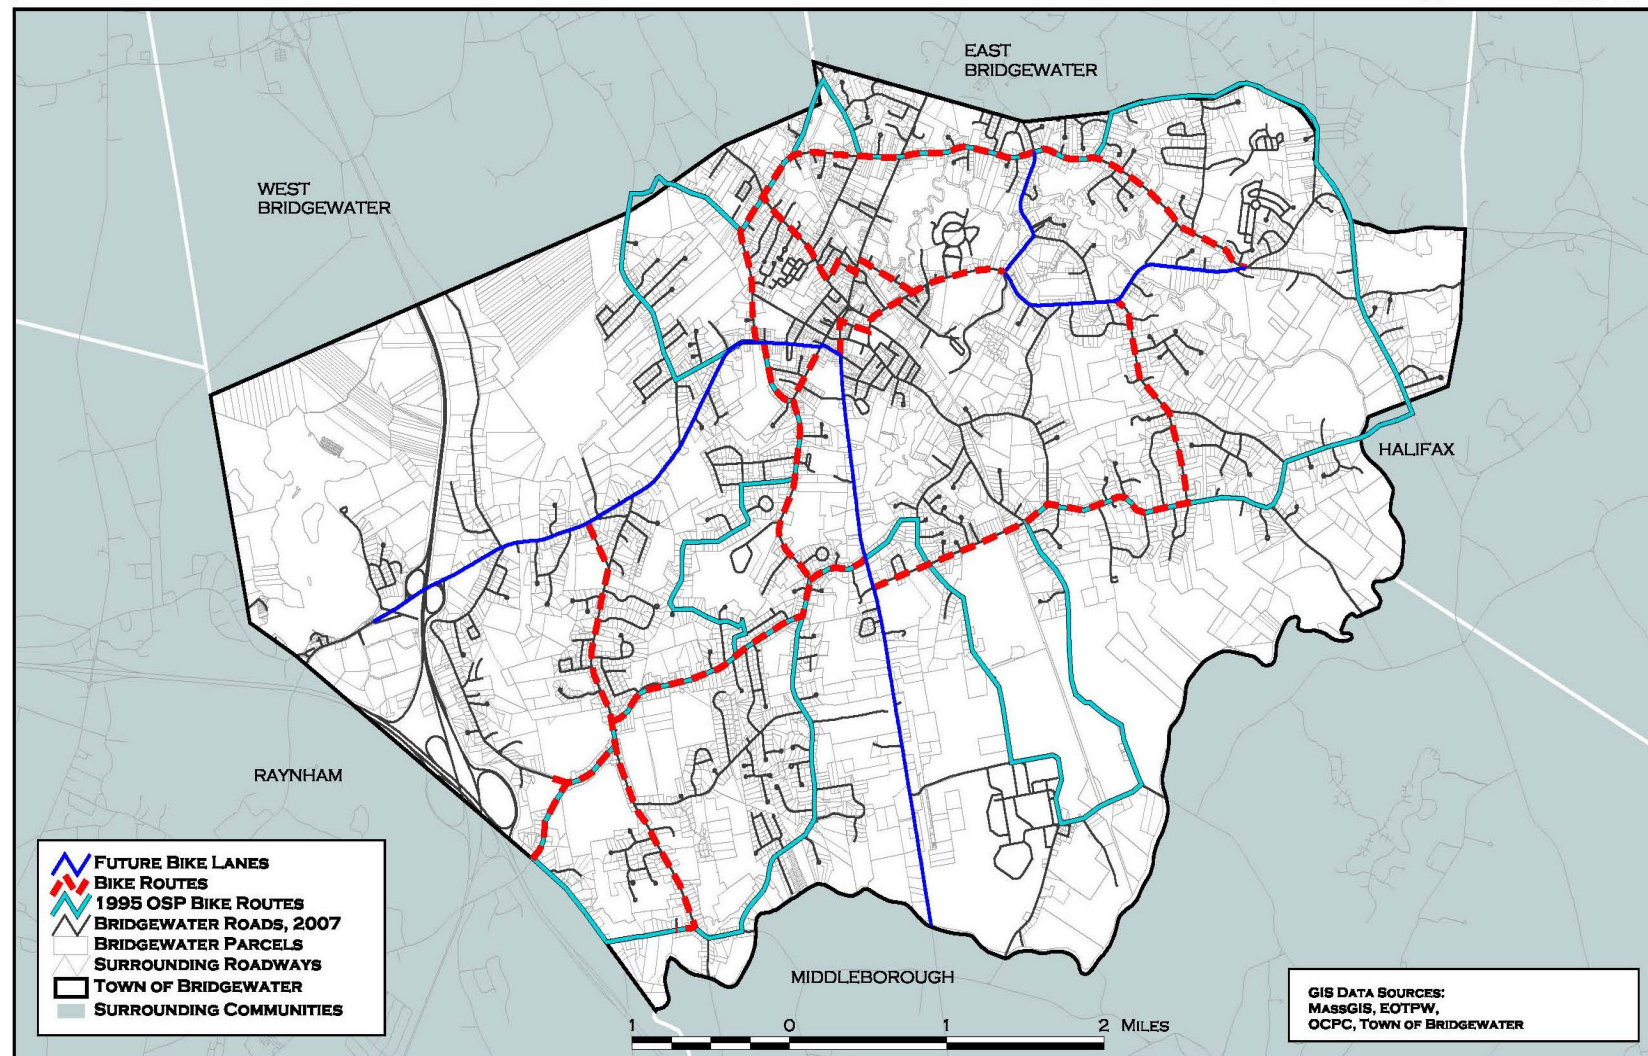 EAST
BRIDGEWATER
WEST
BRIDGEWATER
HALIFAX
RAYNHAM
MIDDLEBOROUGH
FUTURE BIKE LANES
BIKE ROUTES
1995 OSP BIKE ROUTES
BRIDGEWATER ROADS, 2007
BRIDGEWATER PARCELS
SURROUNDING ROADWAYS
TOWN OF BRIDGEWATER
SURROUNDING COMMUNITIES
1 0 1 2 MILES
GIS DATA SOURCES:
MASSGIS, EOTPW,
OCPC, TOWN OF BRIDGEWATER